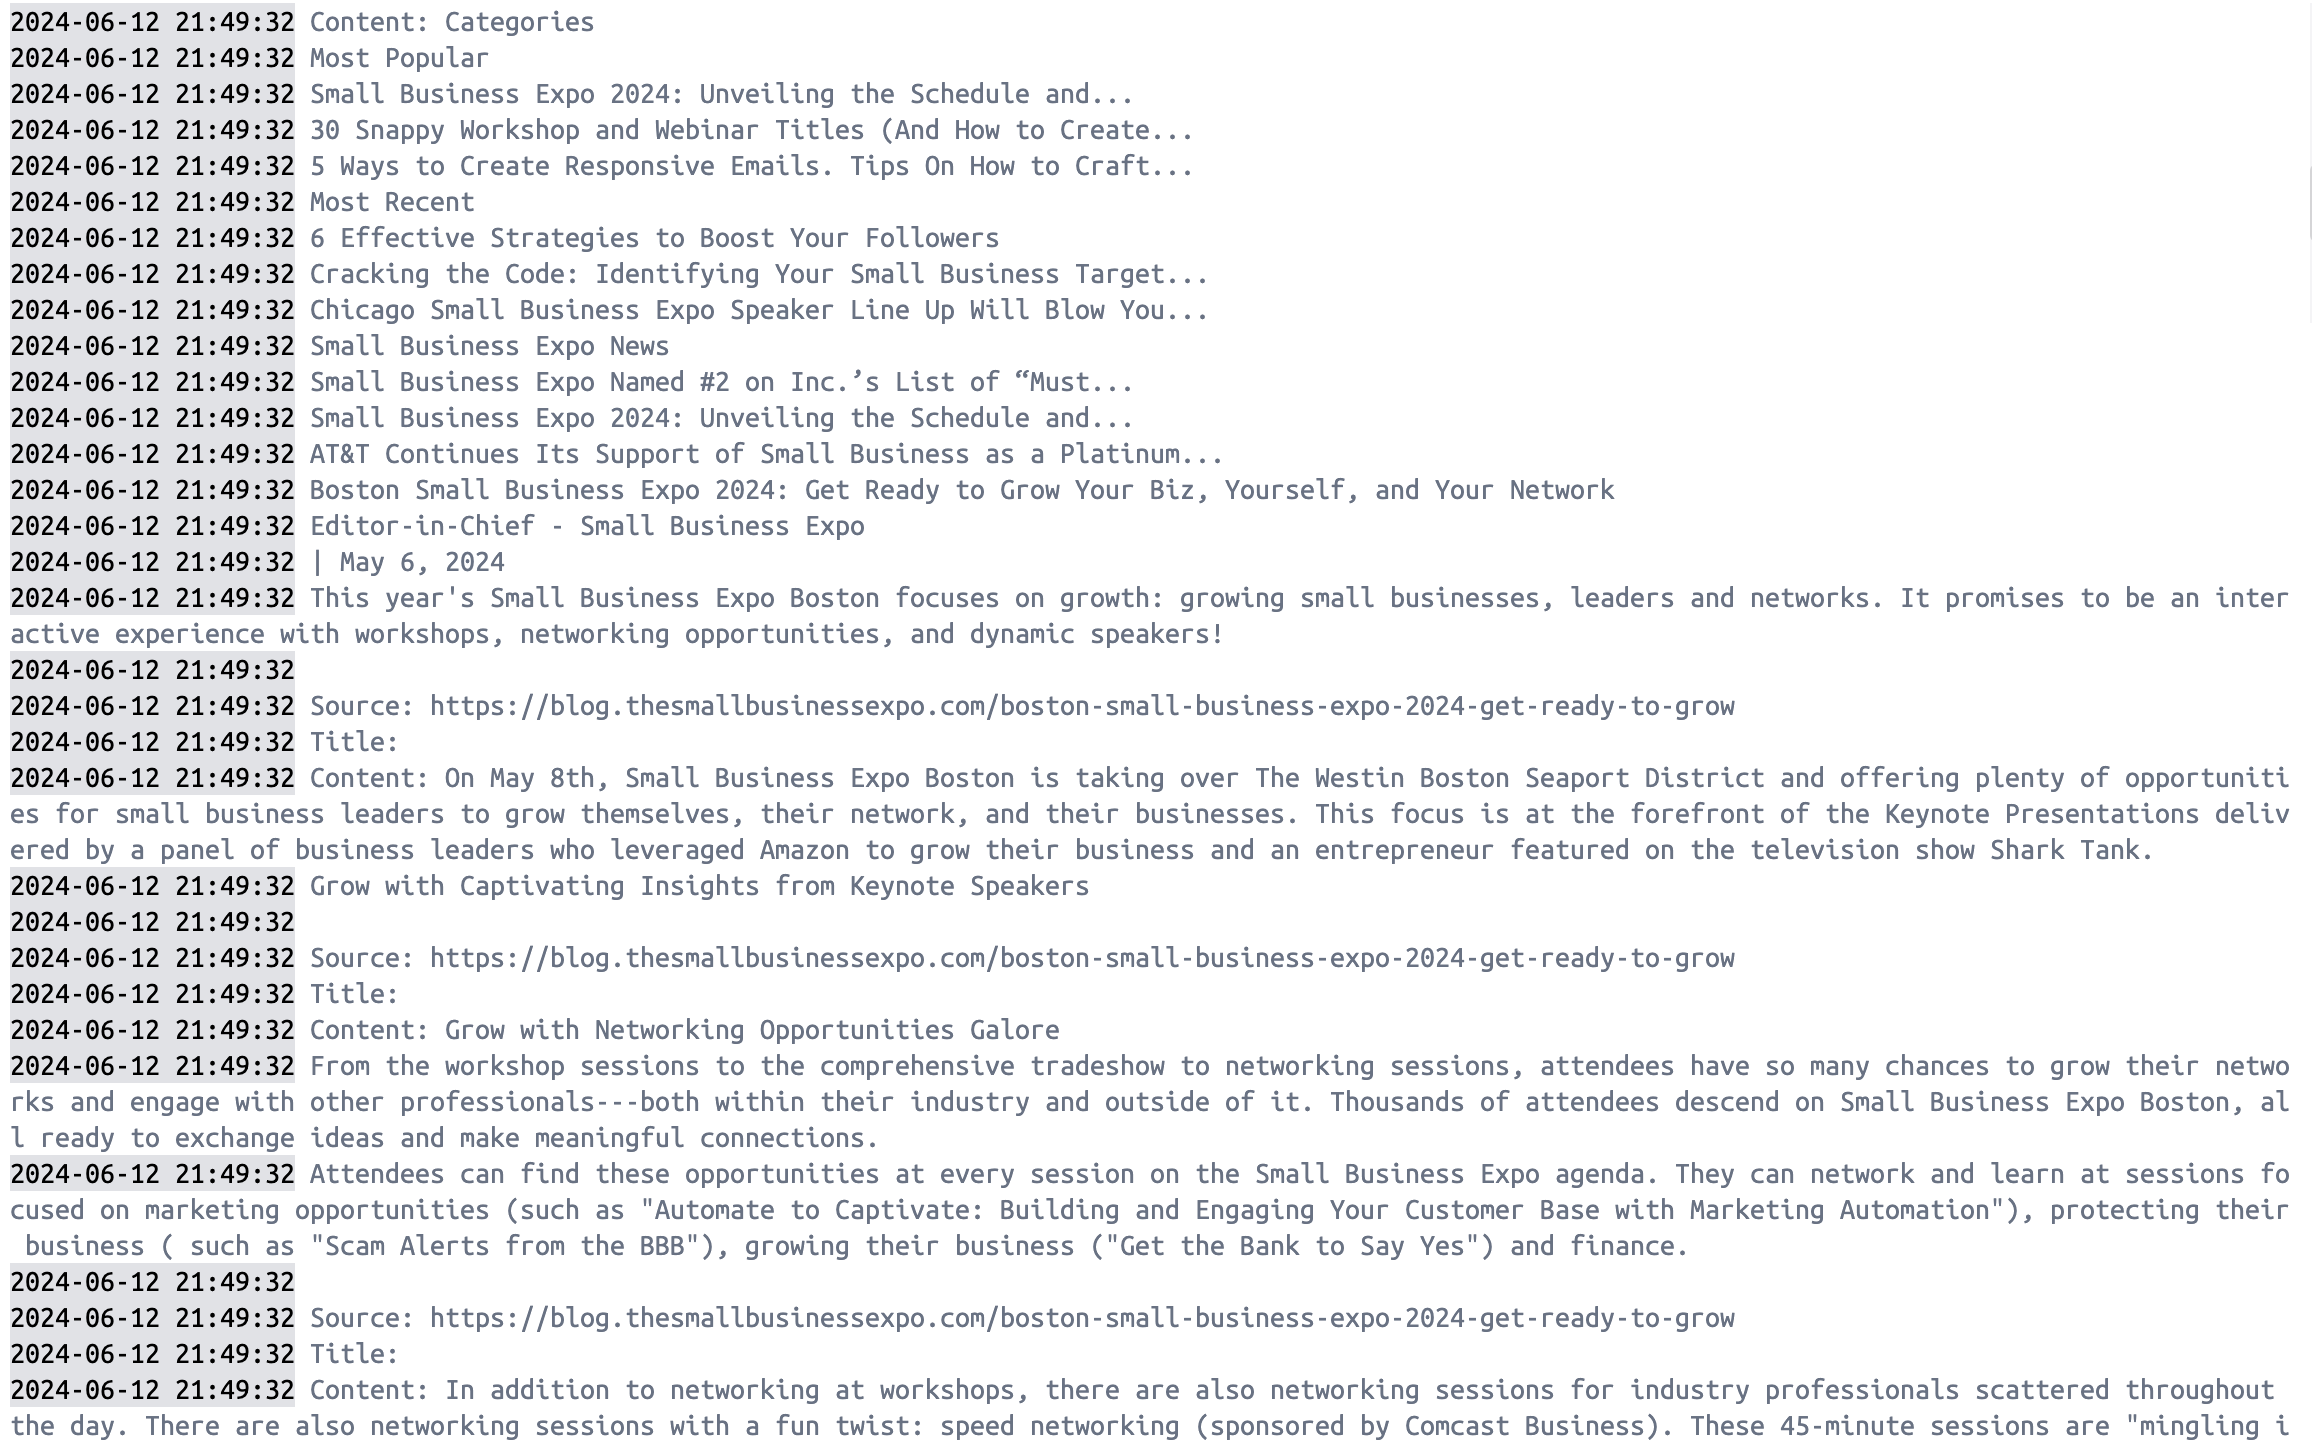 2024-06-12 21:49:32 Content: Categories
2024-06-12 21:49:32 Most Popular
2024-06-12 21:49:32 Small Business Expo 2024: Unveiling the Schedule and...
2024-06-12 21:49:32 30 Snappy Workshop and Webinar Titles (And How to Create...
2024-06-12 21:49:32 5 Ways to Create Responsive Emails. Tips On How to Craft...
2024-06-12 21:49:32 Most Recent
2024-06-12 21:49:32 6 Effective Strategies to Boost Your Followers
2024-06-12 21:49:32 Cracking the Code: Identifying Your Small Business Target...
2024-06-12 21:49:32 Chicago Small Business Expo Speaker Line Up Will Blow You...
2024-06-12 21:49:32 Small Business Expo News
2024-06-12 21:49:32 Small Business Expo Named #2 on Inc.’s List of “Must...
2024-06-12 21:49:32 Small Business Expo 2024: Unveiling the Schedule and...
2024-06-12 21:49:32 AT&T Continues Its Support of Small Business as a Platinum...
2024-06-12 21:49:32 Boston Small Business Expo 2024: Get Ready to Grow Your Biz, Yourself, and Your Network
2024-06-12 21:49:32 Editor-in-Chief - Small Business Expo
2024-06-12 21:49:32 | May 6, 2024
2024-06-12 21:49:32 This year's Small Business Expo Boston focuses on growth: growing small businesses, leaders and networks. It promises to be an inter
active experience with workshops, networking opportunities, and dynamic speakers!
2024-06-12 21:49:32
2024-06-12 21:49:32 Source: https://blog.thesmallbusinessexpo.com/boston-small-business-expo-2024-get-ready-to-grow
2024-06-12 21:49:32 Title:
2024-06-12 21:49:32 Content: On May 8th, Small Business Expo Boston is taking over The Westin Boston Seaport District and offering plenty of opportuniti
es for small business leaders to grow themselves, their network, and their businesses. This focus is at the forefront of the Keynote Presentations deliv
ered by a panel of business leaders who leveraged Amazon to grow their business and an entrepreneur featured on the television show Shark Tank.
2024-06-12 21:49:32 Grow with Captivating Insights from Keynote Speakers
2024-06-12 21:49:32
2024-06-12 21:49:32 Source: https://blog.thesmallbusinessexpo.com/boston-small-business-expo-2024-get-ready-to-grow
2024-06-12 21:49:32 Title:
2024-06-12 21:49:32 Content: Grow with Networking Opportunities Galore
2024-06-12 21:49:32 From the workshop sessions to the comprehensive tradeshow to networking sessions, attendees have so many chances to grow their netwo
rks and engage with other professionals---both within their industry and outside of it. Thousands of attendees descend on Small Business Expo Boston, al
l ready to exchange ideas and make meaningful connections.
2024-06-12 21:49:32 Attendees can find these opportunities at every session on the Small Business Expo agenda. They can network and learn at sessions fo
cused on marketing opportunities (such as "Automate to Captivate: Building and Engaging Your Customer Base with Marketing Automation"), protecting their
business ( such as "Scam Alerts from the BBB"), growing their business ("Get the Bank to Say Yes") and finance.
2024-06-12 21:49:32
2024-06-12 21:49:32 Source: https://blog.thesmallbusinessexpo.com/boston-small-business-expo-2024-get-ready-to-grow
2024-06-12 21:49:32 Title:
2024-06-12 21:49:32 Content: In addition to networking at workshops, there are also networking sessions for industry professionals scattered throughout
the day. There are also networking sessions with a fun twist: speed networking (sponsored by Comcast Business). These 45-minute sessions are "mingling i